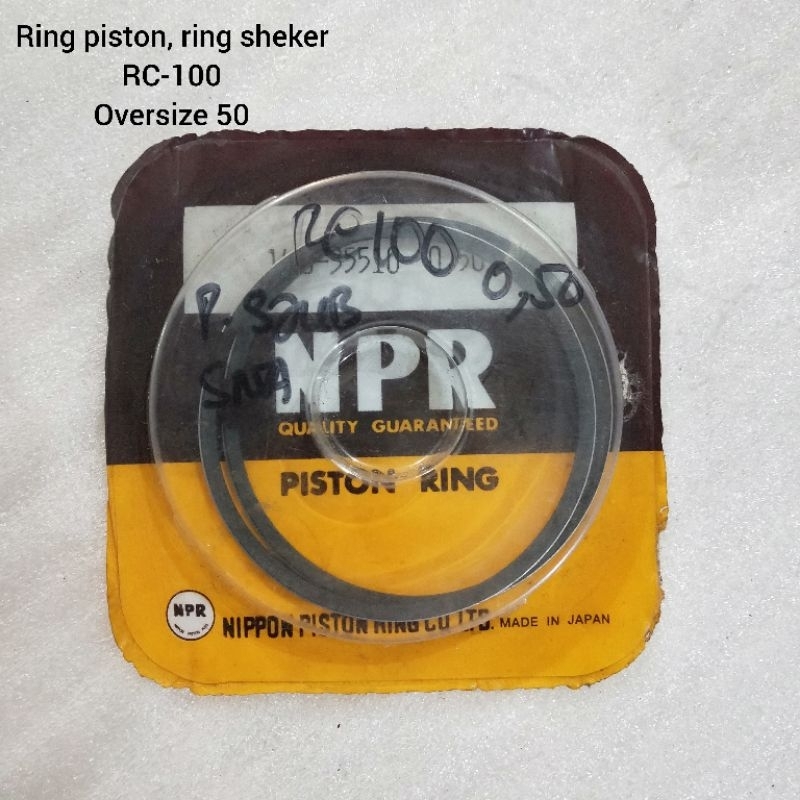 Ring piston, ring sheker
RC-100
Oversize 50
RC100
0,50
NPR
QUALITY GUARANTEED
PISTON RING
NPR
NIPPON PISTON RING CO LTD. MADE IN JAPAN